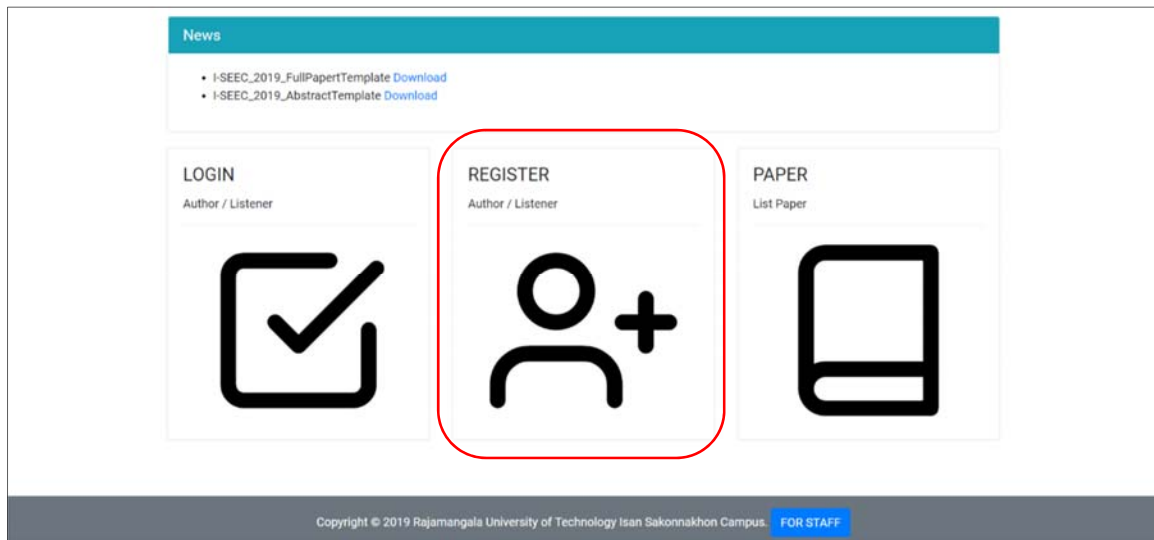 News
• I-SEEC_2019_FullPapertTemplate Download
• I-SEEC_2019_AbstractTemplate Download
LOGIN
Author / Listener
REGISTER
Author / Listener
PAPER
List Paper
Copyright © 2019 Rajamangala University of Technology Isan Sakonnakhon Campus. FOR STAFF